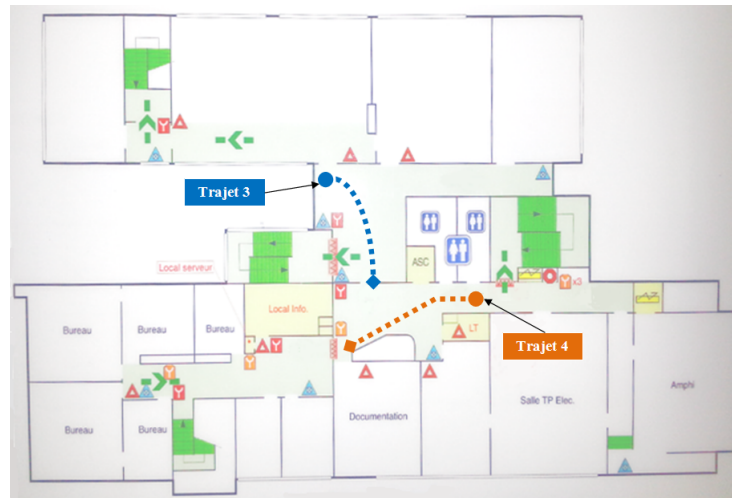 Trajet 3
ASC
Local serveur
x3
Local Info.
Bureau
Bureau
Bureau
LT
Trajet 4
Amphi
Salle TP Elec.
Documentation
Bureau
Bureau